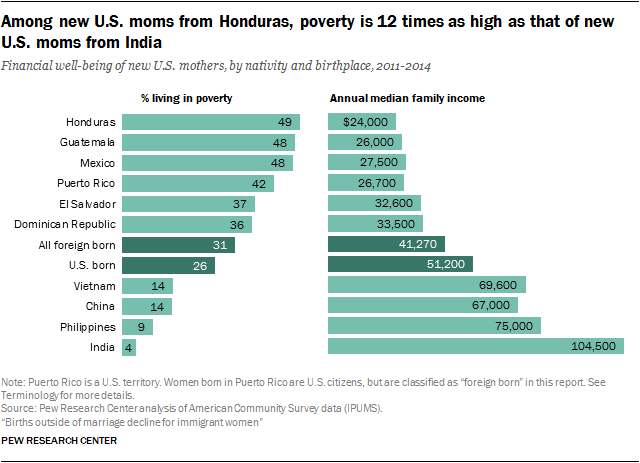 Among new U.S. moms from Honduras, poverty is 12 times as high as that of new
U.S. moms from India
Financial well-being of new U.S. mothers, by nativity and birthplace, 2011-2014
% living in poverty Annual median family income
Honduras 49 $24,000
Guatemala 48 26,000
Mexico 48 27,500
Puerto Rico 42 26,700
El Salvador 37 32,600
Dominican Republic 36 33,500
All foreign born 31 41,270
U.S. born 26 51,200
Vietnam 14 69,600
China 14 67,000
Philippines 9 75,000
India 4 104,500
Note: Puerto Rico is a U.S. territory. Women born in Puerto Rico are U.S. citizens, but are classified as “foreign born” in this report. See
Terminology for more details.
Source: Pew Research Center analysis of American Community Survey data (IPUMS).
“Births outside of marriage decline for immigrant women”
PEW RESEARCH CENTER